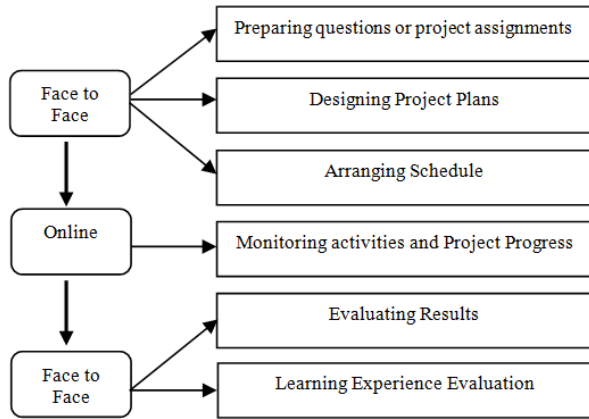 Preparing questions or project assignments
Face to
Face
Designing Project Plans
Arranging Schedule
Online
Monitoring activities and Project Progress
Evaluating Results
Face to
Face
Learning Experience Evaluation